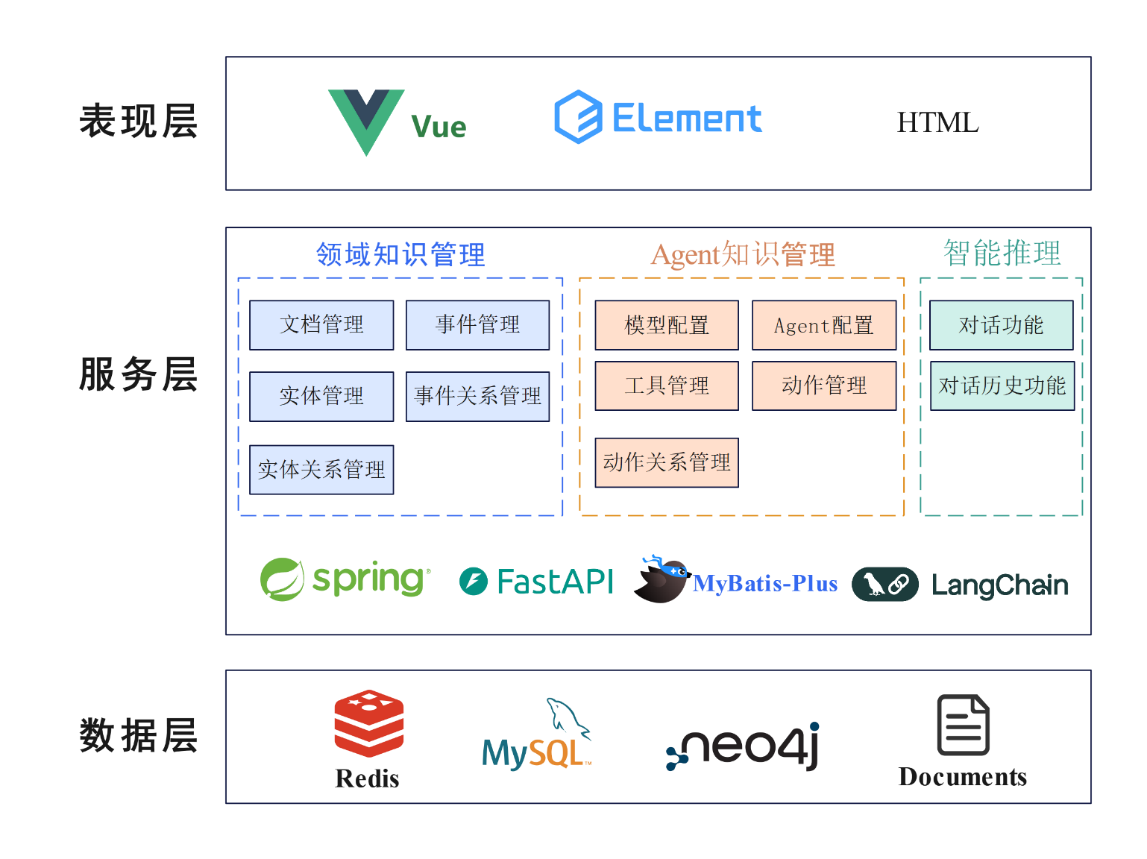 表现层
Vue
Element
HTML
服务层
领域知识管理
文档管理
事件管理
实体管理
事件关系管理
实体关系管理
Agent知识管理
模型配置
Agent配置
工具管理
动作管理
动作关系管理
智能推理
对话功能
对话历史功能
spring®
FastAPI
MyBatis-Plus
LangChain
数据层
Redis
MySQL™
neo4j
Documents